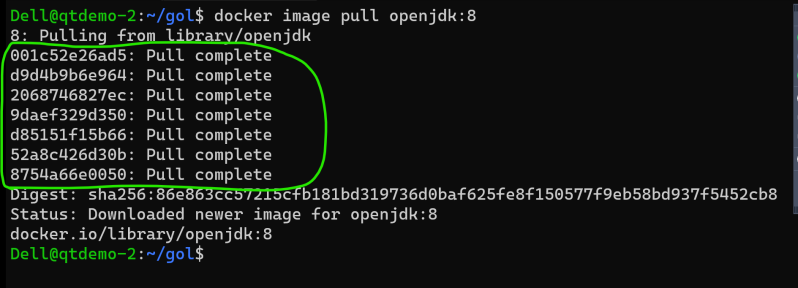 Dell@qtdemo-2:~/gol$ docker image pull openjdk:8
8: Pulling from library/openjdk
001c52e26ad5: Pull complete
d9d4b9b6e964: Pull complete
2068746827ec: Pull complete
9daef329d350: Pull complete
d85151f15b66: Pull complete
52a8c426d30b: Pull complete
8754a66e0050: Pull complete
Digest: sha256:86e863cc57215cfb181bd319736d0baf625fe8f150577f9eb58bd937f5452cb8
Status: Downloaded newer image for openjdk:8
docker.io/library/openjdk:8
Dell@qtdemo-2:~/gol$